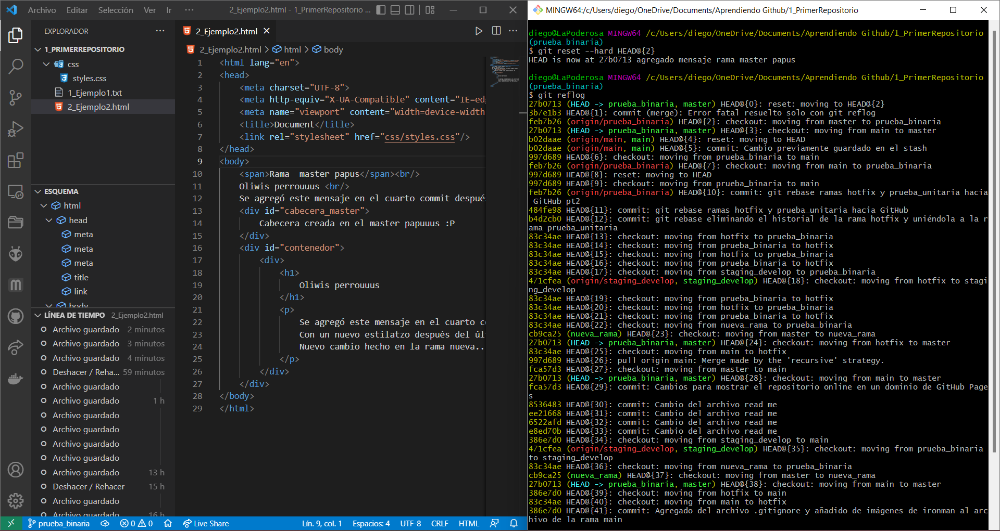 Archivo Editar Selección Ver Ir ··· 2_Ejemplo2.html - 1_PrimerRepositorio ...
EXPLORADOR ···
1_PRIMERREPOSITORIO
css
styles.css
1_Ejemplo1.txt
2_Ejemplo2.html
ESQUEMA
html
head
meta
meta
meta
title
link
body
LÍNEA DE TIEMPO 2_Ejemplo2.html
Archivo guardado 2 minutos
Archivo guardado 3 minutos
Archivo guardado 4 minutos
Deshacer / Reha... 59 minutos
Archivo guardado
Archivo guardado 1 h
Archivo guardado
Archivo guardado
Archivo guardado
Archivo guardado
Archivo guardado 13 h
Deshacer / Rehacer 15 h
Archivo guardado
Archivo guardado 16 h
2_Ejemplo2.html
2_Ejemplo2.html > html > body
1 <html lang="en">
2 <head>
3 <meta charset="UTF-8">
4 <meta http-equiv="X-UA-Compatible" content="IE=edg
5 <meta name="viewport" content="width=device-width
6 <title>Document</title>
7 <link rel="stylesheet" href="css/styles.css"/>
8 </head>
9 <body>
10 <span>Rama  master papus</span><br/>
11 Oliwis perrouuus <br/>
12 Se agregó este mensaje en el cuarto commit despué
13 <div id="cabecera_master">
14 Cabecera creada en el master papuuus :P
15 </div>
16 <div id="contenedor">
17 <div>
18 <h1>
19 Oliwis perrouuus
20 </h1>
21 <p>
22 Se agregó este mensaje en el cuarto co
23 Con un nuevo estilatzo después del últ
24 Nuevo cambio hecho en la rama nueva..
25 </p>
26 </div>
27 </div>
28 </body>
29 </html>
prueba_binaria 0 0 Live Share Lín. 9, col. 1 Espacios: 4 UTF-8 CRLF HTML
MINGW64:/c/Users/diego/OneDrive/Documents/Aprendiendo Github/1_PrimerRepositorio
diego@LaPoderosa MINGW64 /c/Users/diego/OneDrive/Documents/Aprendiendo Github/1_PrimerRepositorio
(prueba_binaria)
$ git reset --hard HEAD@{2}
HEAD is now at 27b0713 agregado mensaje rama master papus
diego@LaPoderosa MINGW64 /c/Users/diego/OneDrive/Documents/Aprendiendo Github/1_PrimerRepositorio
(prueba_binaria)
$ git reflog
27b0713 (HEAD -> prueba_binaria, master) HEAD@{0}: reset: moving to HEAD@{2}
3b7e1b3 HEAD@{1}: commit (merge): Error fatal resuelto solo con git reflog
feb7b26 (origin/prueba_binaria) HEAD@{2}: checkout: moving from master to prueba_binaria
27b0713 (HEAD -> prueba_binaria, master) HEAD@{3}: checkout: moving from main to master
b02daae (origin/main, main) HEAD@{4}: reset: moving to HEAD
b02daae (origin/main, main) HEAD@{5}: commit: Cambio previamente guardado en el stash
997d689 HEAD@{6}: checkout: moving from prueba_binaria to main
feb7b26 (origin/prueba_binaria) HEAD@{7}: checkout: moving from main to prueba_binaria
997d689 HEAD@{8}: reset: moving to HEAD
997d689 HEAD@{9}: checkout: moving from prueba_binaria to main
feb7b26 (origin/prueba_binaria) HEAD@{10}: commit: git rebase ramas hotfix y prueba_unitaria hacia
GitHub pt2
484fe98 HEAD@{11}: commit: git rebase ramas hotfix y prueba_unitaria hacia GitHub
b4d2cb0 HEAD@{12}: commit: git rebase eliminando el historial de la rama hotfix y uniéndola a la r
ama prueba_unitaria
83c34ae HEAD@{13}: checkout: moving from hotfix to prueba_binaria
83c34ae HEAD@{14}: checkout: moving from prueba_binaria to hotfix
83c34ae HEAD@{15}: checkout: moving from hotfix to prueba_binaria
83c34ae HEAD@{16}: checkout: moving from prueba_binaria to hotfix
83c34ae HEAD@{17}: checkout: moving from staging_develop to prueba_binaria
471cfea (origin/staging_develop, staging_develop) HEAD@{18}: checkout: moving from hotfix to stagi
ng_develop
83c34ae HEAD@{19}: checkout: moving from prueba_binaria to hotfix
83c34ae HEAD@{20}: checkout: moving from hotfix to prueba_binaria
83c34ae HEAD@{21}: checkout: moving from prueba_binaria to hotfix
83c34ae HEAD@{22}: checkout: moving from nueva_rama to prueba_binaria
cb9ca25 (nueva_rama) HEAD@{23}: checkout: moving from master to nueva_rama
27b0713 (HEAD -> prueba_binaria, master) HEAD@{24}: checkout: moving from hotfix to master
83c34ae HEAD@{25}: checkout: moving from main to hotfix
997d689 HEAD@{26}: pull origin main: Merge made by the 'recursive' strategy.
fca57d3 HEAD@{27}: checkout: moving from master to main
27b0713 (HEAD -> prueba_binaria, master) HEAD@{28}: checkout: moving from main to master
fca57d3 HEAD@{29}: commit: Cambios para mostrar el repositorio online en un dominio de GitHub Page
s
8536483 HEAD@{30}: commit: Cambio del archivo read me
ee21668 HEAD@{31}: commit: Cambio del archivo read me
6522afd HEAD@{32}: commit: Cambio del archivo read me
e8ed70b HEAD@{33}: commit: Cambio del archivo read me
386e7d0 HEAD@{34}: checkout: moving from staging_develop to main
471cfea (origin/staging_develop, staging_develop) HEAD@{35}: checkout: moving from prueba_binaria
to staging_develop
83c34ae HEAD@{36}: checkout: moving from nueva_rama to prueba_binaria
cb9ca25 (nueva_rama) HEAD@{37}: checkout: moving from master to nueva_rama
27b0713 (HEAD -> prueba_binaria, master) HEAD@{38}: checkout: moving from main to master
386e7d0 HEAD@{39}: checkout: moving from hotfix to main
83c34ae HEAD@{40}: checkout: moving from main to hotfix
386e7d0 HEAD@{41}: commit: Agregado del archivo .gitignore y añadido de imágenes de ironman al arc
hivo de la rama main